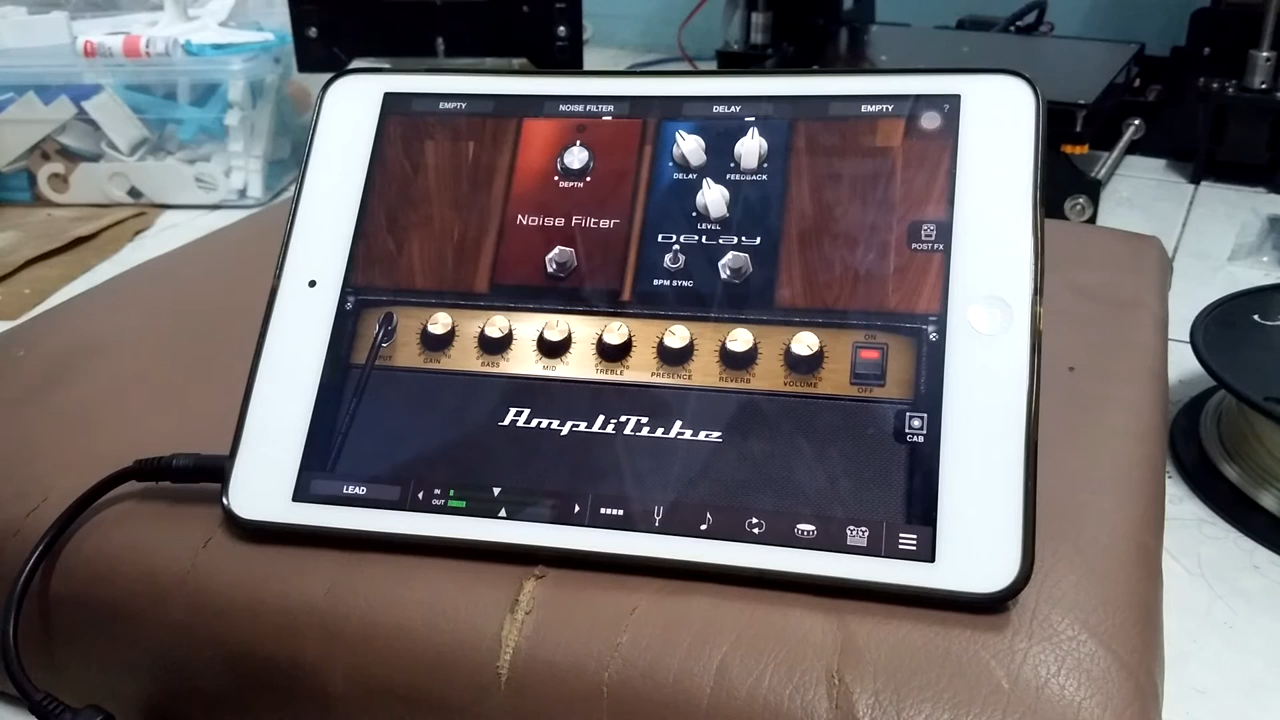 EMPTY
NOISE FILTER
DELAY
EMPTY
?
DEPTH
Noise Filter
DELAY
FEEDBACK
LEVEL
DELAY
BPM SYNC
POST FX
PUT
GAIN
BASS
MID
TREBLE
PRESENCE
REVERB
VOLUME
ON
OFF
AmpliTube
CAB
LEAD
IN
OUT